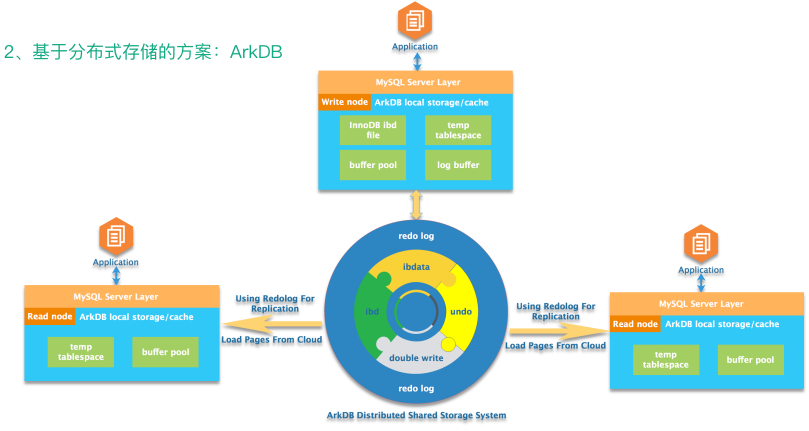 2、基于分布式存储的方案：ArkDB
Application
MySQL Server Layer
Write node
ArkDB local storage/cache
InnoDB ibd
file
temp
tablespace
buffer pool
log buffer
Application
MySQL Server Layer
Read node
ArkDB local storage/cache
temp
tablespace
buffer pool
Using Redolog For
Replication
Load Pages From Cloud
redo log
ibdata
ibd
undo
double write
redo log
ArkDB Distributed Shared Storage System
Using Redolog For
Replication
Load Pages From Cloud
Application
MySQL Server Layer
Read node
ArkDB local storage/cache
temp
tablespace
buffer pool